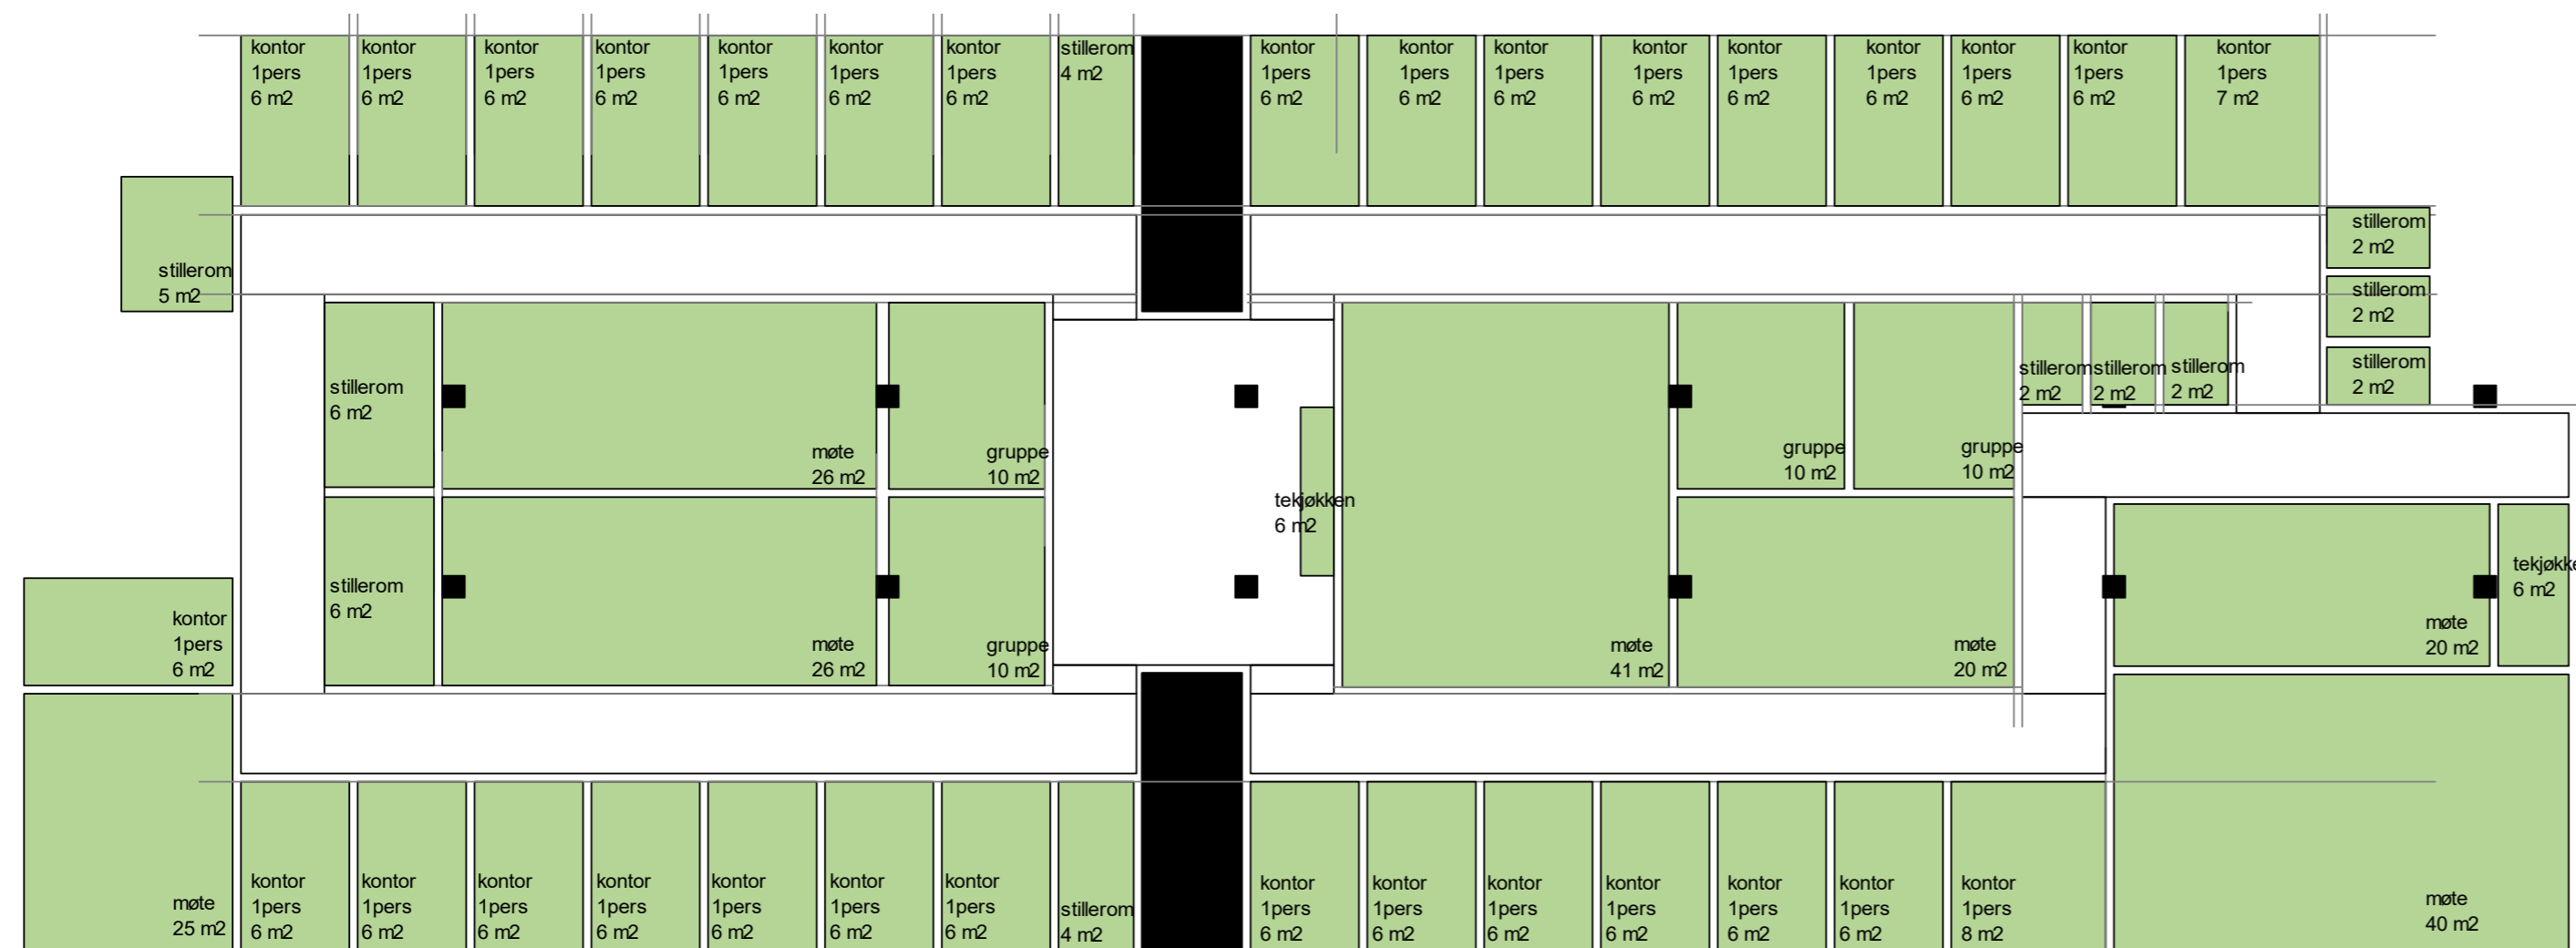 kontor
1pers
6 m2
kontor
1pers
6 m2
kontor
1pers
6 m2
kontor
1pers
6 m2
kontor
1pers
6 m2
kontor
1pers
6 m2
kontor
1pers
6 m2
stillerom
4 m2
kontor
1pers
6 m2
kontor
1pers
6 m2
kontor
1pers
6 m2
kontor
1pers
6 m2
kontor
1pers
6 m2
kontor
1pers
6 m2
kontor
1pers
6 m2
kontor
1pers
6 m2
kontor
1pers
7 m2
stillerom
5 m2
stillerom
2 m2
stillerom
2 m2
stillerom
2 m2
stillerom
6 m2
møte
26 m2
gruppe
10 m2
tekjøkken
6 m2
gruppe
10 m2
gruppe
10 m2
stillerom
2 m2
stillerom
2 m2
stillerom
2 m2
kontor
1pers
6 m2
stillerom
6 m2
møte
26 m2
gruppe
10 m2
møte
41 m2
møte
20 m2
møte
20 m2
tekjøkke
6 m2
møte
25 m2
kontor
1pers
6 m2
kontor
1pers
6 m2
kontor
1pers
6 m2
kontor
1pers
6 m2
kontor
1pers
6 m2
kontor
1pers
6 m2
kontor
1pers
6 m2
stillerom
4 m2
kontor
1pers
6 m2
kontor
1pers
6 m2
kontor
1pers
6 m2
kontor
1pers
6 m2
kontor
1pers
6 m2
kontor
1pers
6 m2
kontor
1pers
8 m2
møte
40 m2